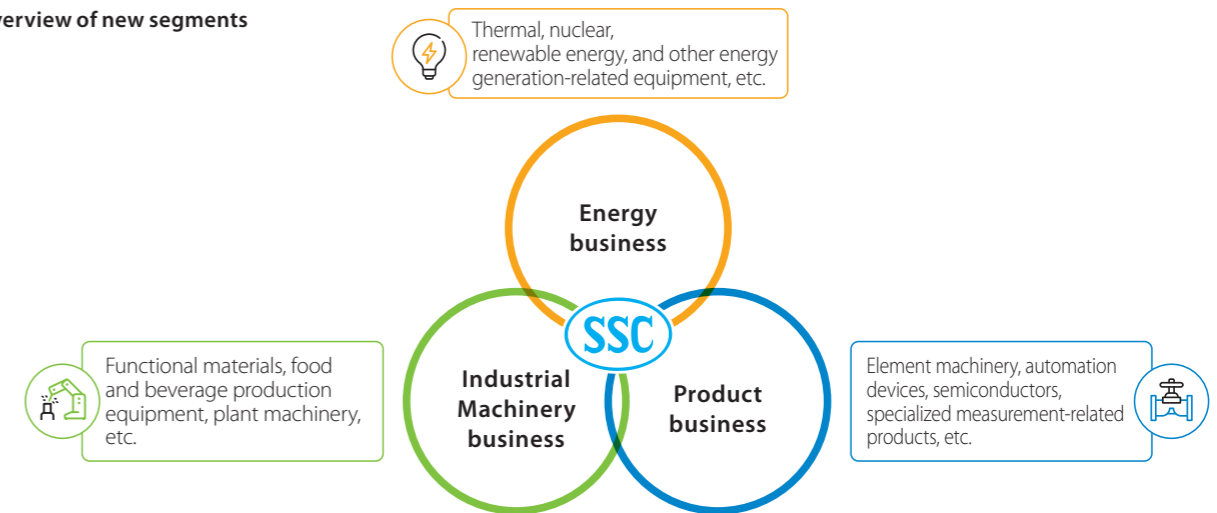 verview of new segments
Thermal, nuclear,
renewable energy, and other energy
generation-related equipment, etc.
Energy
business
SSC
Functional materials, food
and beverage production
equipment, plant machinery,
etc.
Industrial
Machinery
business
Product
business
Element machinery, automation
devices, semiconductors,
specialized measurement-related
products, etc.